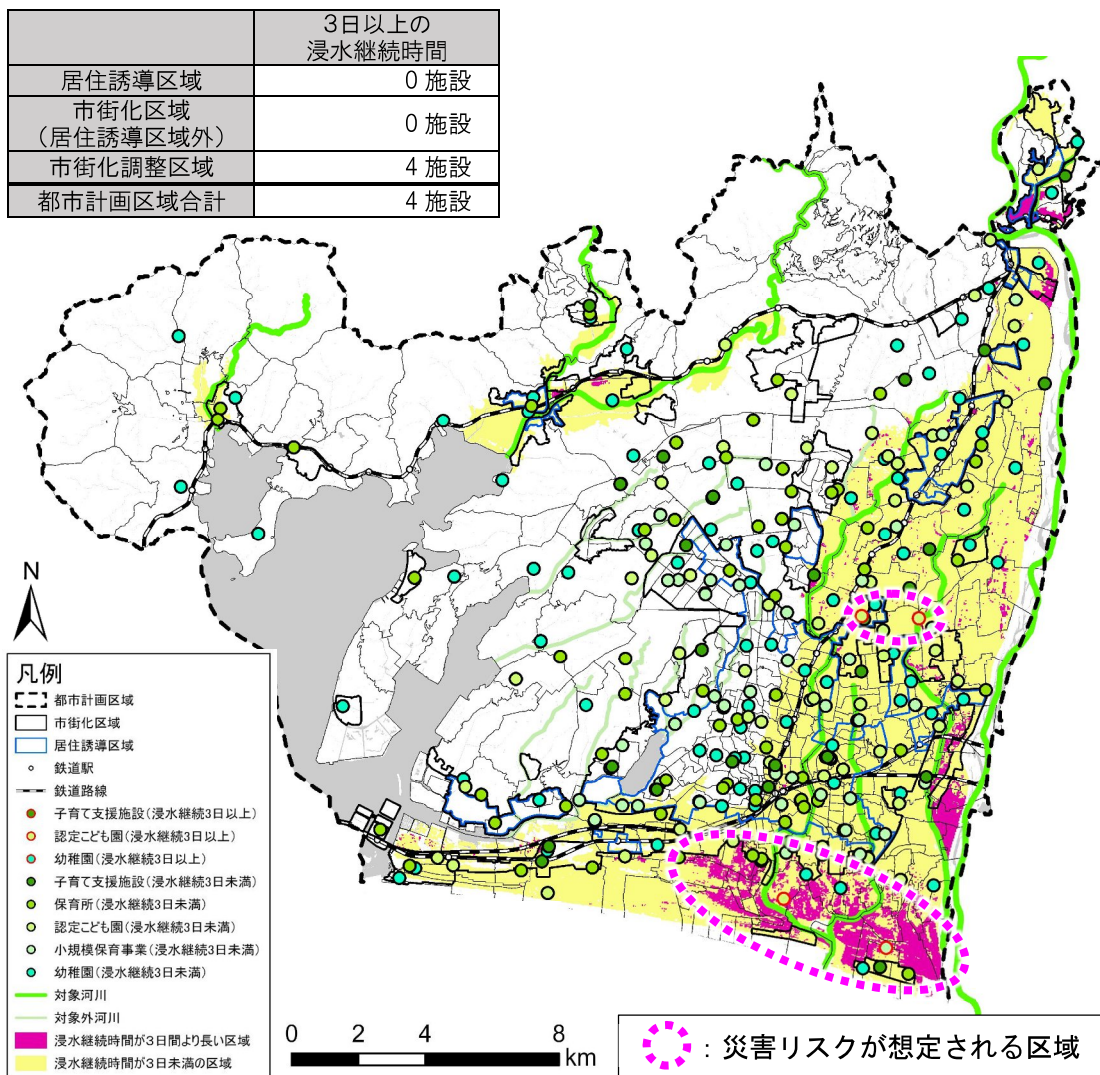 3日以上の
浸水継続時間
居住誘導区域 0 施設
市街化区域
(居住誘導区域外) 0 施設
市街化調整区域 4 施設
都市計画区域合計 4 施設
N
凡例
都市計画区域
市街化区域
居住誘導区域
鉄道駅
鉄道路線
子育て支援施設(浸水継続3日以上)
認定こども園(浸水継続3日以上)
幼稚園(浸水継続3日以上)
子育て支援施設(浸水継続3日未満)
保育所(浸水継続3日未満)
認定こども園(浸水継続3日未満)
小規模保育事業(浸水継続3日未満)
幼稚園(浸水継続3日未満)
対象河川
対象外河川
浸水継続時間が3日間より長い区域
浸水継続時間が3日未満の区域
0 2 4 8
km
:災害リスクが想定される区域